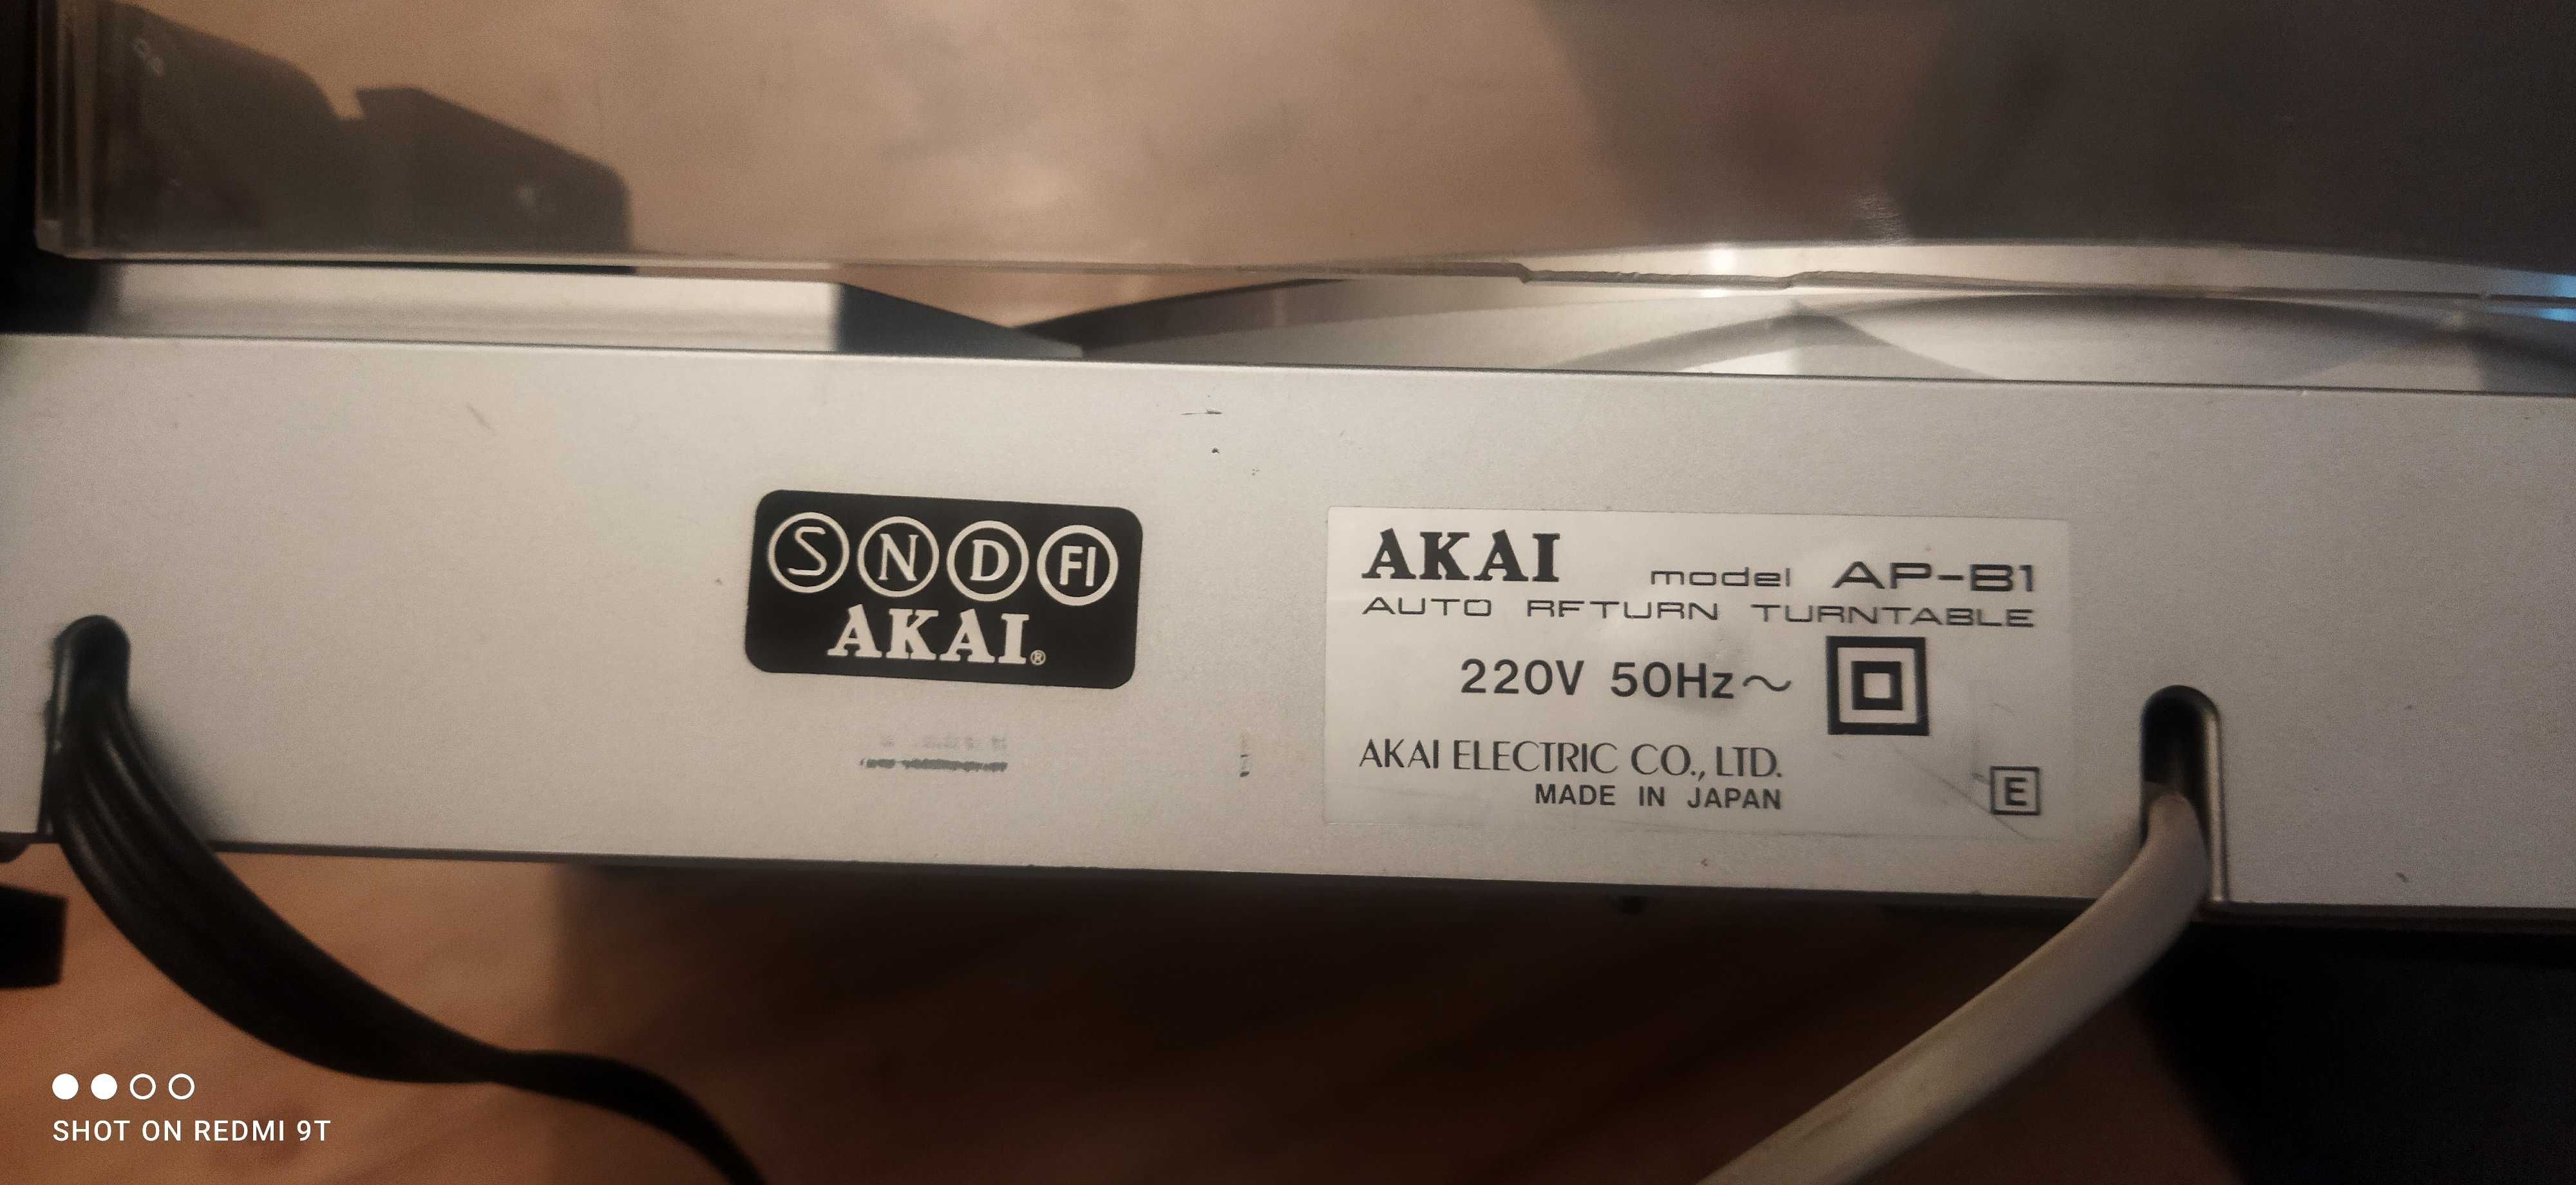 S N D FI
AKAI®
AKAI model AP-B1
AUTO RETURN TURNTABLE
220V 50Hz~
AKAI ELECTRIC CO., LTD.
MADE IN JAPAN
E
SHOT ON REDMI 9T